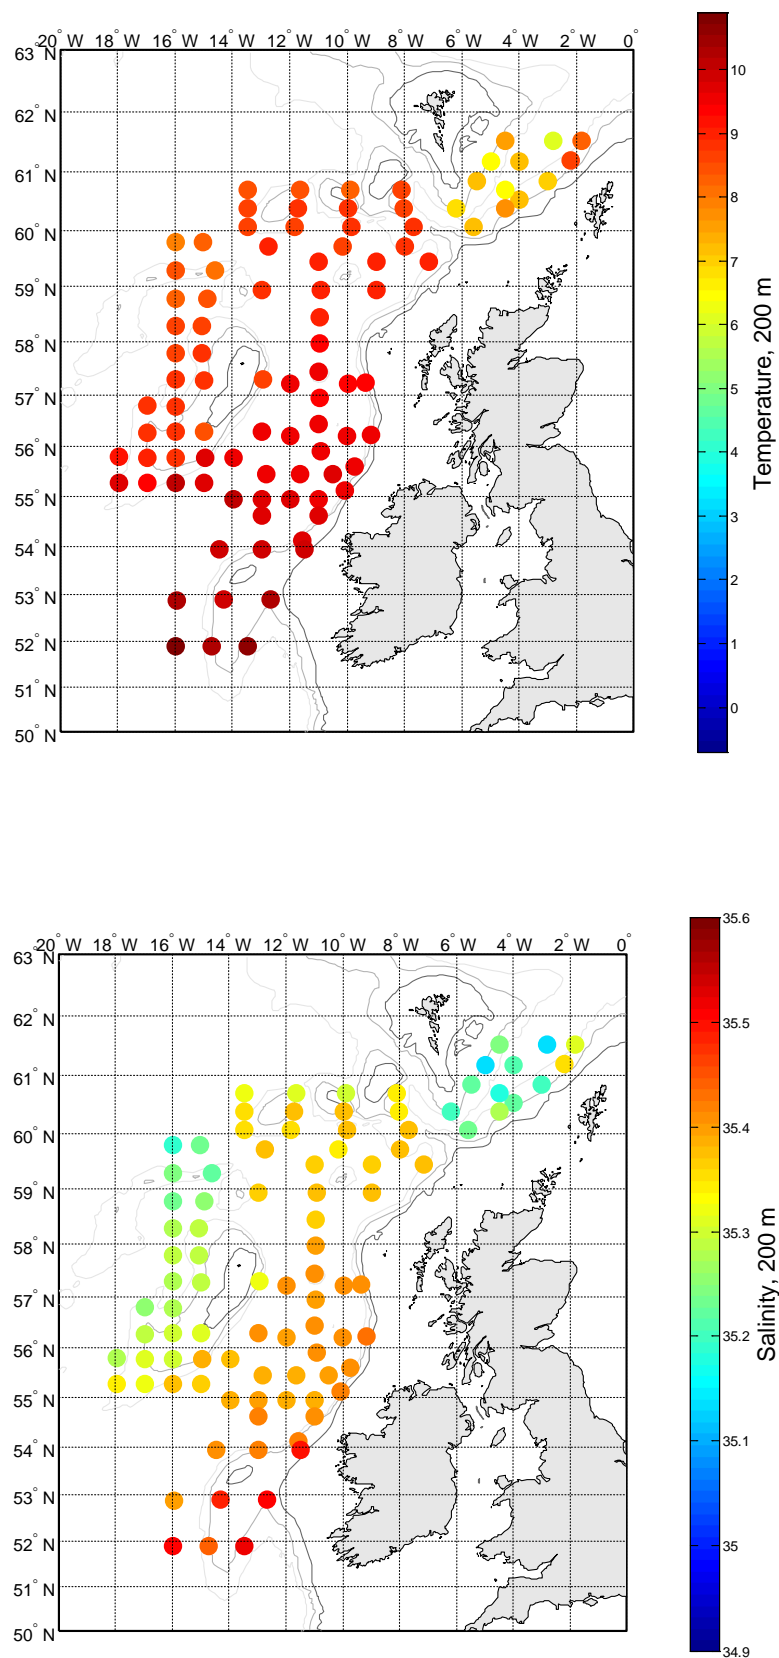 20° W 18° W 16° W 14° W 12° W 10° W 8° W 6° W 4° W 2° W 0°
63° N
62° N
61° N
60° N
59° N
58° N
57° N
56° N
55° N
54° N
53° N
52° N
51° N
50° N
10
9
8
7
6
5
4
3
2
1
0
Temperature, 200 m
20° W 18° W 16° W 14° W 12° W 10° W 8° W 6° W 4° W 2° W 0°
63° N
62° N
61° N
60° N
59° N
58° N
57° N
56° N
55° N
54° N
53° N
52° N
51° N
50° N
35.6
35.5
35.4
35.3
35.2
35.1
35
34.9
Salinity, 200 m